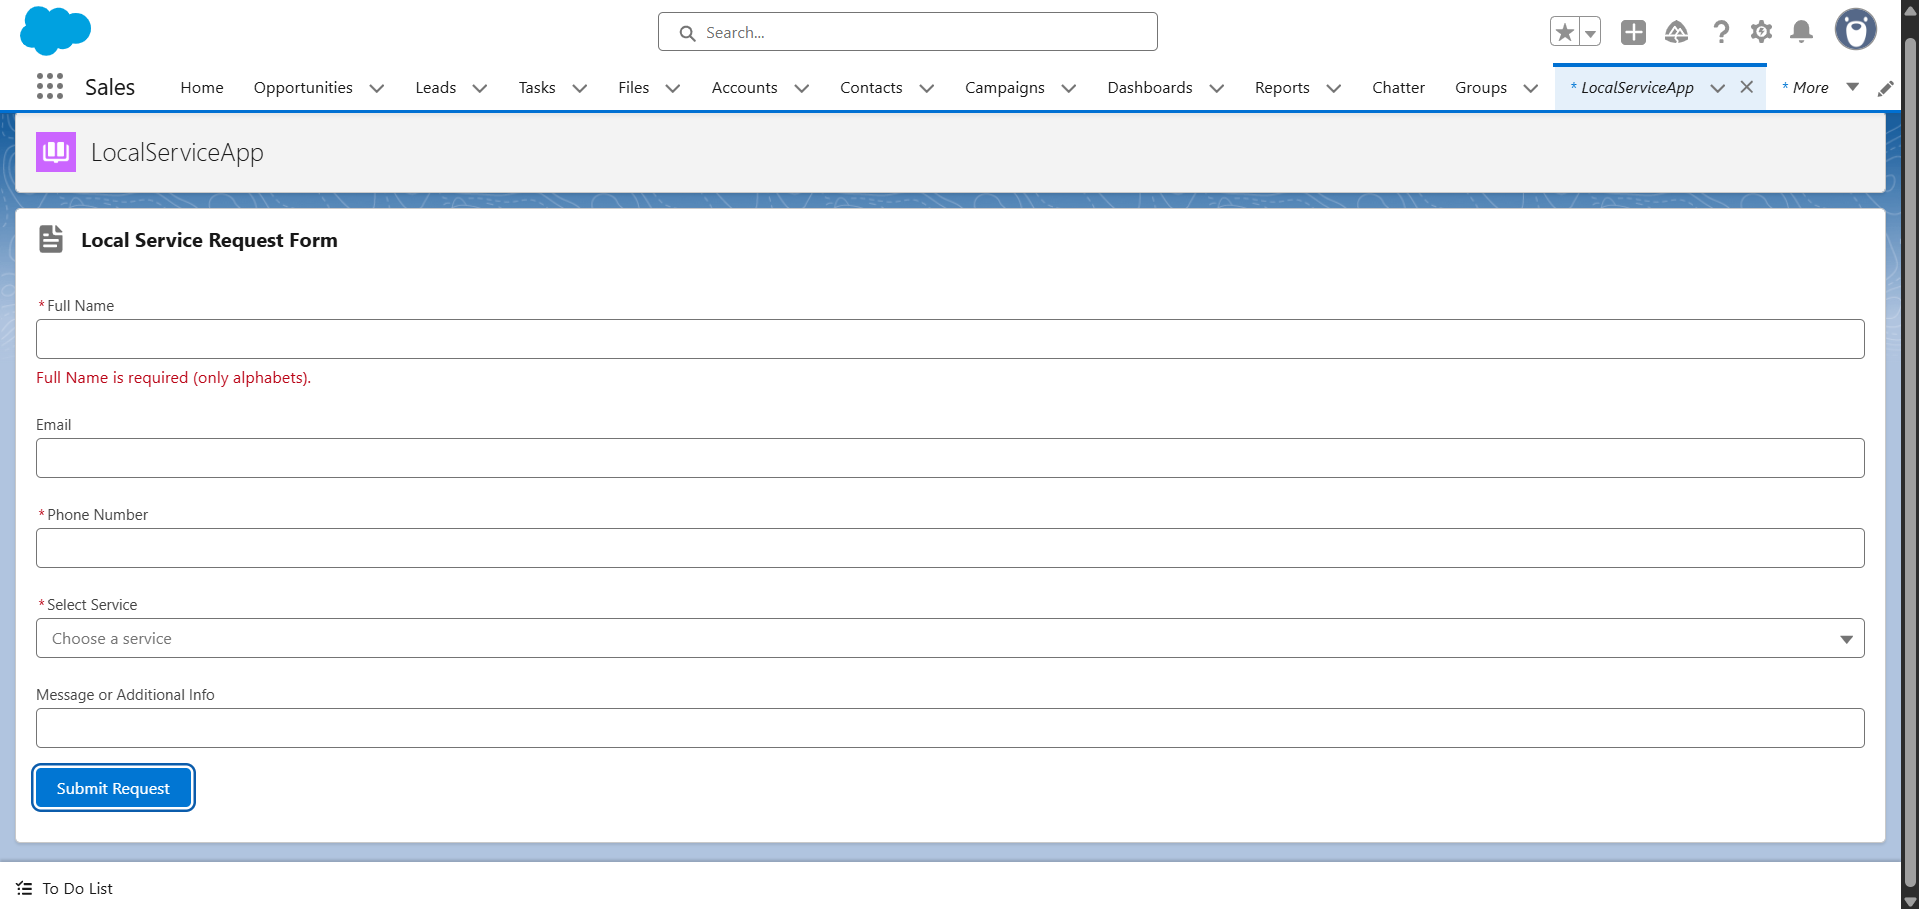 Search...
Sales
Home
Opportunities
Leads
Tasks
Files
Accounts
Contacts
Campaigns
Dashboards
Reports
Chatter
Groups
* LocalServiceApp
* More
LocalServiceApp
Local Service Request Form
*Full Name
Full Name is required (only alphabets).
Email
*Phone Number
*Select Service
Choose a service
Message or Additional Info
Submit Request
To Do List